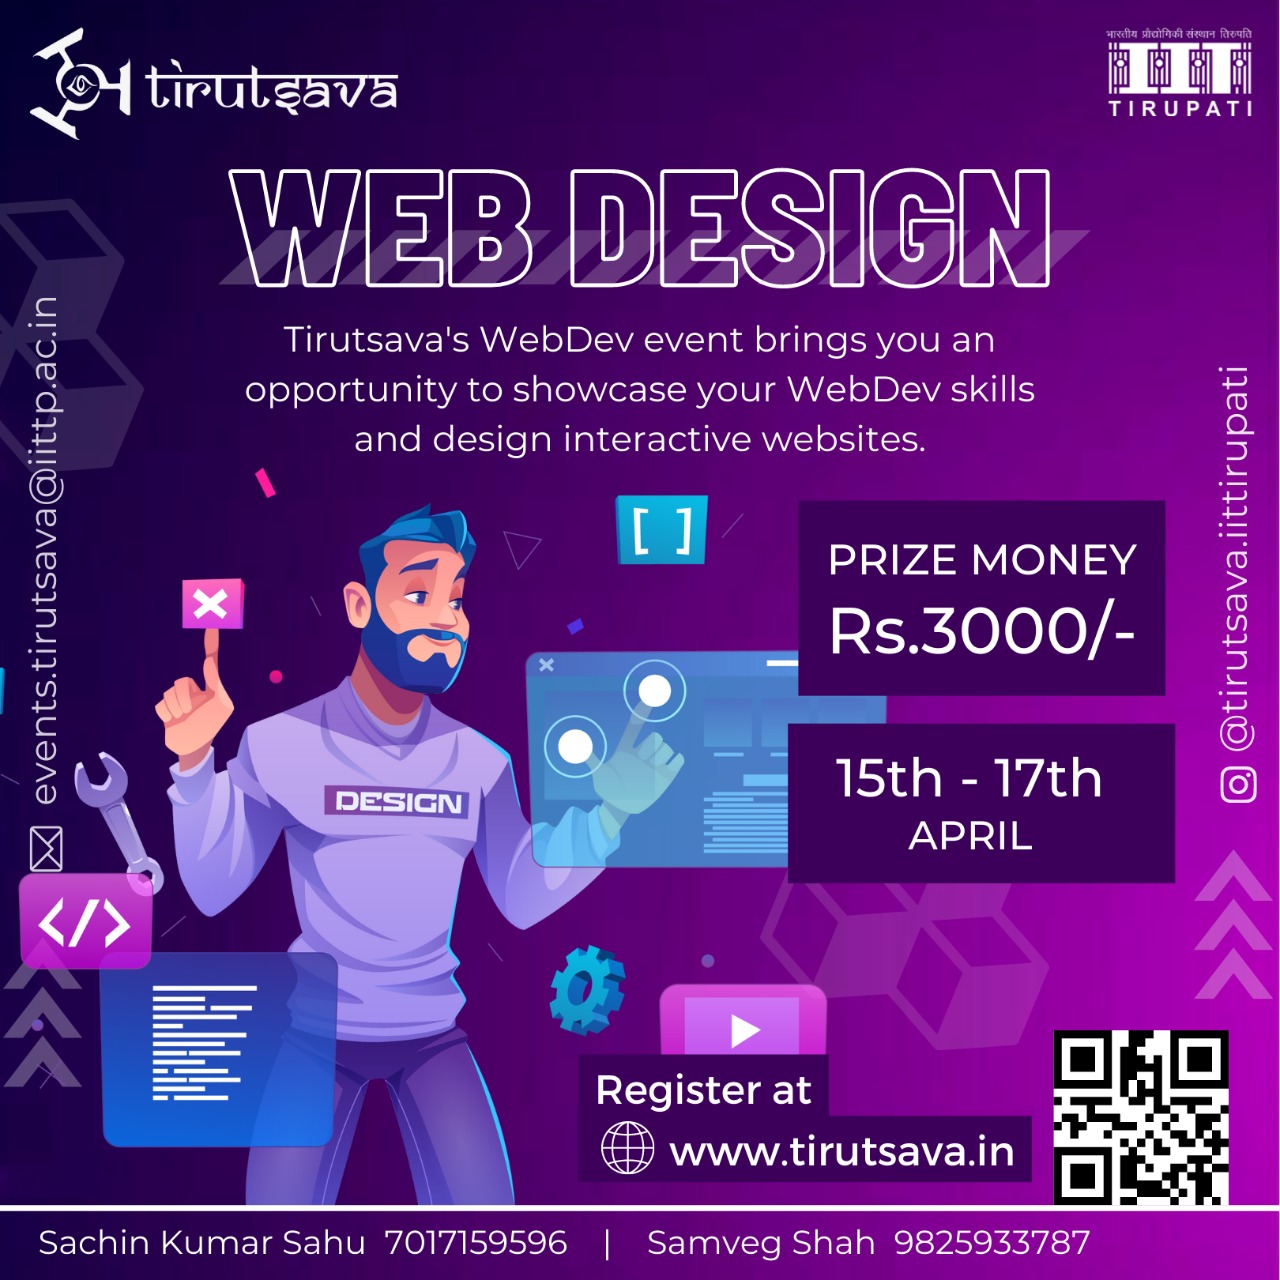 tirutsava
भारतीय प्रौद्योगिकी संस्थान तिरुपति
IIT
TIRUPATI
WEB DESIGN
Tirutsava's WebDev event brings you an
opportunity to showcase your WebDev skills
and design interactive websites.
events.tirutsava@iittp.ac.in
@tirutsava.iittirupati
[ ]
PRIZE MONEY
Rs.3000/-
DESIGN
15th - 17th
APRIL
</>
Register at
www.tirutsava.in
Sachin Kumar Sahu 7017159596 | Samveg Shah 9825933787